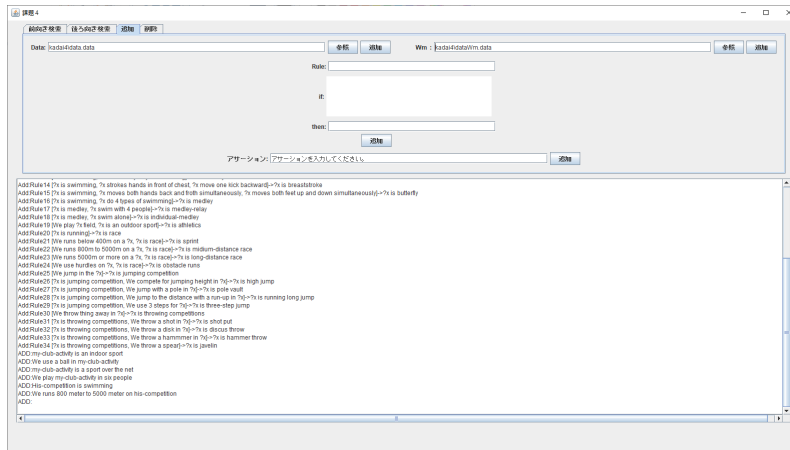 課題4
前向き検索 後ろ向き検索 追加 削除
Data: kadai4\data.data 参照 追加 Wm : kadai4\dataWm.data 参照 追加
Rule:
if:
then:
追加
アサーション: アサーションを入力してください。 追加
Add:Rule14 [?x is swimming, ?x strokes hands in front of chest, ?x move one kick backward]->?x is breaststroke
Add:Rule15 [?x is swimming, ?x moves both hands back and froth simultaneously, ?x moves both feet up and down simultaneously]->?x is butterfly
Add:Rule16 [?x is swimming, ?x do 4 types of swimming]->?x is medley
Add:Rule17 [?x is medley, ?x swim with 4 people]->?x is medley-relay
Add:Rule18 [?x is medley, ?x swim alone]->?x is individual-medley
Add:Rule19 [We play ?x field, ?x is an outdoor sport]->?x is athletics
Add:Rule20 [?x is running]->?x is race
Add:Rule21 [We runs below 400m on a ?x, ?x is race]->?x is sprint
Add:Rule22 [We runs 800m to 5000m on a ?x, ?x is race]->?x is midium-distance race
Add:Rule23 [We runs 5000m or more on a ?x, ?x is race]->?x is long-distance race
Add:Rule24 [We use hurdles on ?x, ?x is race]->?x is obstacle runs
Add:Rule25 [We jump in the ?x]->?x is jumping competition
Add:Rule26 [?x is jumping competition, We compete for jumping height in ?x]->?x is high jump
Add:Rule27 [?x is jumping competition, We jump with a pole in ?x]->?x is pole vault
Add:Rule28 [?x is jumping competition, We jump to the distance with a run-up in ?x]->?x is running long jump
Add:Rule29 [?x is jumping competition, We use 3 steps for ?x]->?x is three-step jump
Add:Rule30 [We throw thing away in ?x]->?x is throwing competitions
Add:Rule31 [?x is throwing competitions, We throw a shot in ?x]->?x is shot put
Add:Rule32 [?x is throwing competitions, We throw a disk in ?x]->?x is discus throw
Add:Rule33 [?x is throwing competitions, We throw a hammmer in ?x]->?x is hammer throw
Add:Rule34 [?x is throwing competitions, We throw a spear]->?x is javelin
ADD:my-club-activity is an indoor sport
ADD:We use a ball in my-club-activity
ADD:my-club-activity is a sport over the net
ADD:We play my-club-activity in six people
ADD:His-competition is swimming
ADD:We runs 800 meter to 5000 meter on his-competition
ADD: